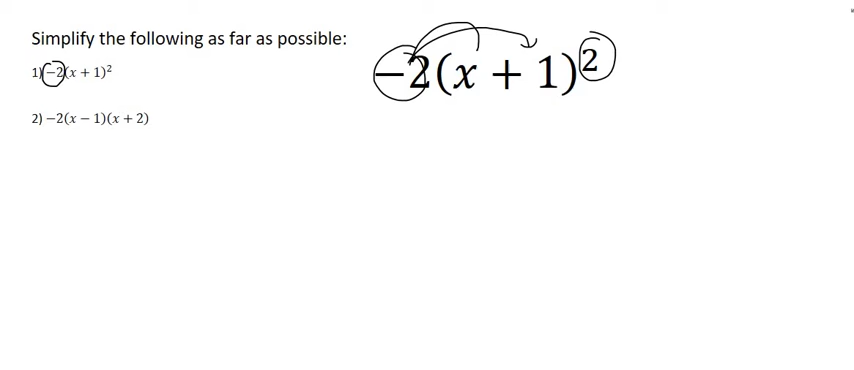 Simplify the following as far as possible:
1) −2(x + 1)²
−2(x + 1)²
2) −2(x − 1)(x + 2)